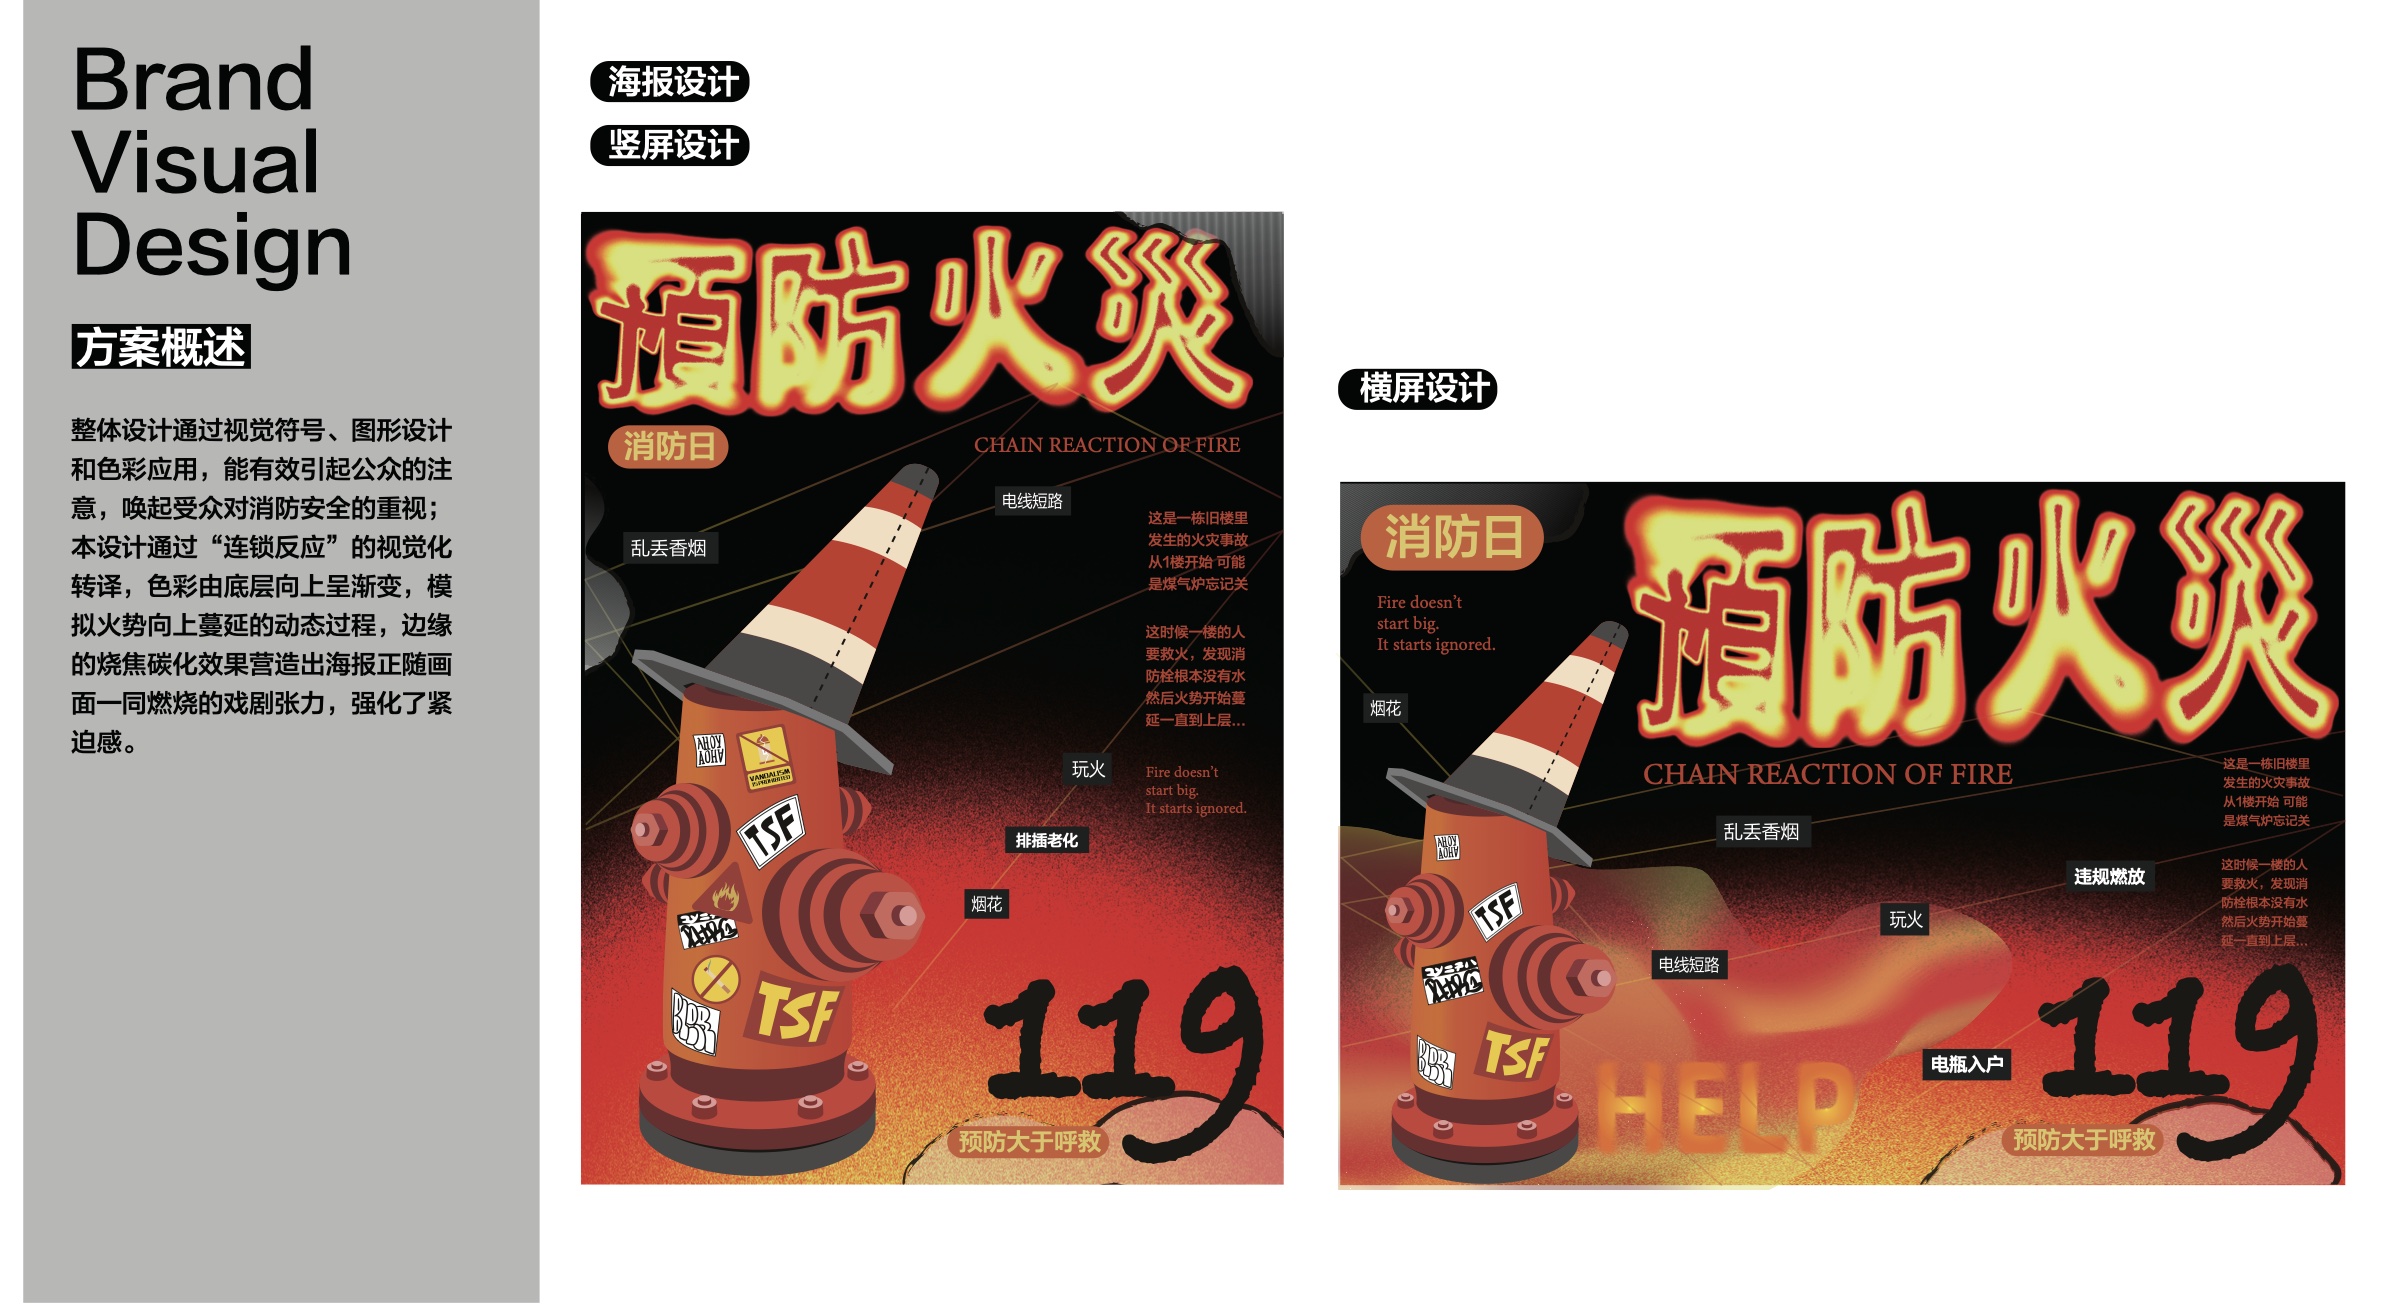 Brand
Visual
Design
方案概述
整体设计通过视觉符号、图形设计
和色彩应用，能有效引起公众的注
意，唤起受众对消防安全的重视；
本设计通过“连锁反应”的视觉化
转译，色彩由底层向上呈渐变，模
拟火势向上蔓延的动态过程，边缘
的烧焦碳化效果营造出海报正随画
面一同燃烧的戏剧张力，强化了紧
迫感。
海报设计
竖屏设计
预防火災
消防日
CHAIN REACTION OF FIRE
电线短路
乱丢香烟
这是一栋旧楼里
发生的火灾事故
从1楼开始 可能
是煤气炉忘记关
这时候一楼的人
要救火，发现消
防栓根本没有水
然后火势开始蔓
延一直到上层...
玩火
Fire doesn’t
start big.
It starts ignored.
排插老化
烟花
AHOY
AHOY
VANDALISM
IS PROHIBITED
TSF
TSF
119
预防大于呼救
横屏设计
消防日
预防火災
Fire doesn’t
start big.
It starts ignored.
烟花
CHAIN REACTION OF FIRE
这是一栋旧楼里
发生的火灾事故
从1楼开始 可能
是煤气炉忘记关
乱丢香烟
这时候一楼的人
要救火，发现消
防栓根本没有水
然后火势开始蔓
延一直到上层...
违规燃放
玩火
电线短路
AHOY
AHOY
TSF
TSF
电瓶入户
HELP
119
预防大于呼救